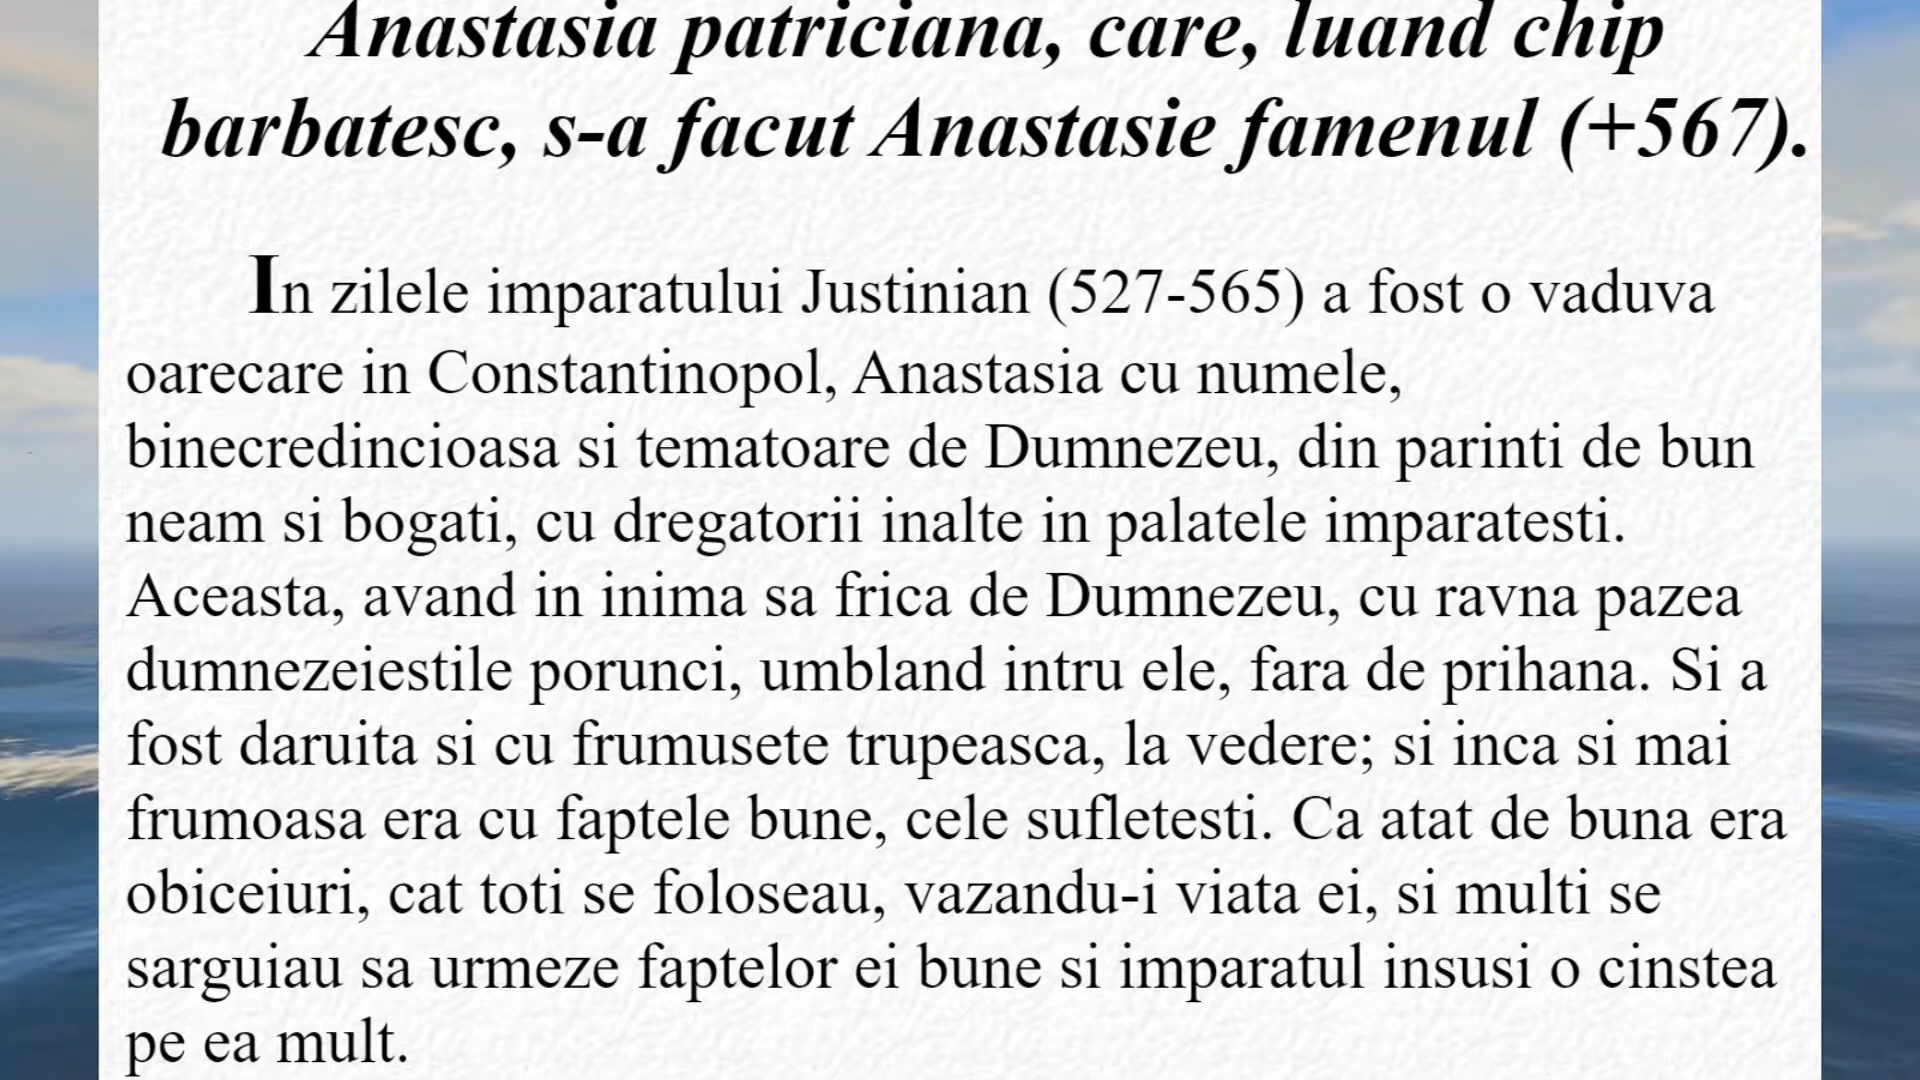 Anastasia patriciana, care, luand chip
barbatesc, s-a facut Anastasie famenul (+567).
In zilele imparatului Justinian (527-565) a fost o vaduva
oarecare in Constantinopol, Anastasia cu numele,
binecredincioasa si tematoare de Dumnezeu, din parinti de bun
neam si bogati, cu dregatorii inalte in palatele imparatesti.
Aceasta, avand in inima sa frica de Dumnezeu, cu ravna pazea
dumnezeiestile porunci, umbland intru ele, fara de prihana. Si a
fost daruita si cu frumusete trupeasca, la vedere; si inca si mai
frumoasa era cu faptele bune, cele sufletesti. Ca atat de buna era
obiceiuri, cat toti se foloseau, vazandu-i viata ei, si multi se
sarguiau sa urmeze faptelor ei bune si imparatul insusi o cinstea
pe ea mult.